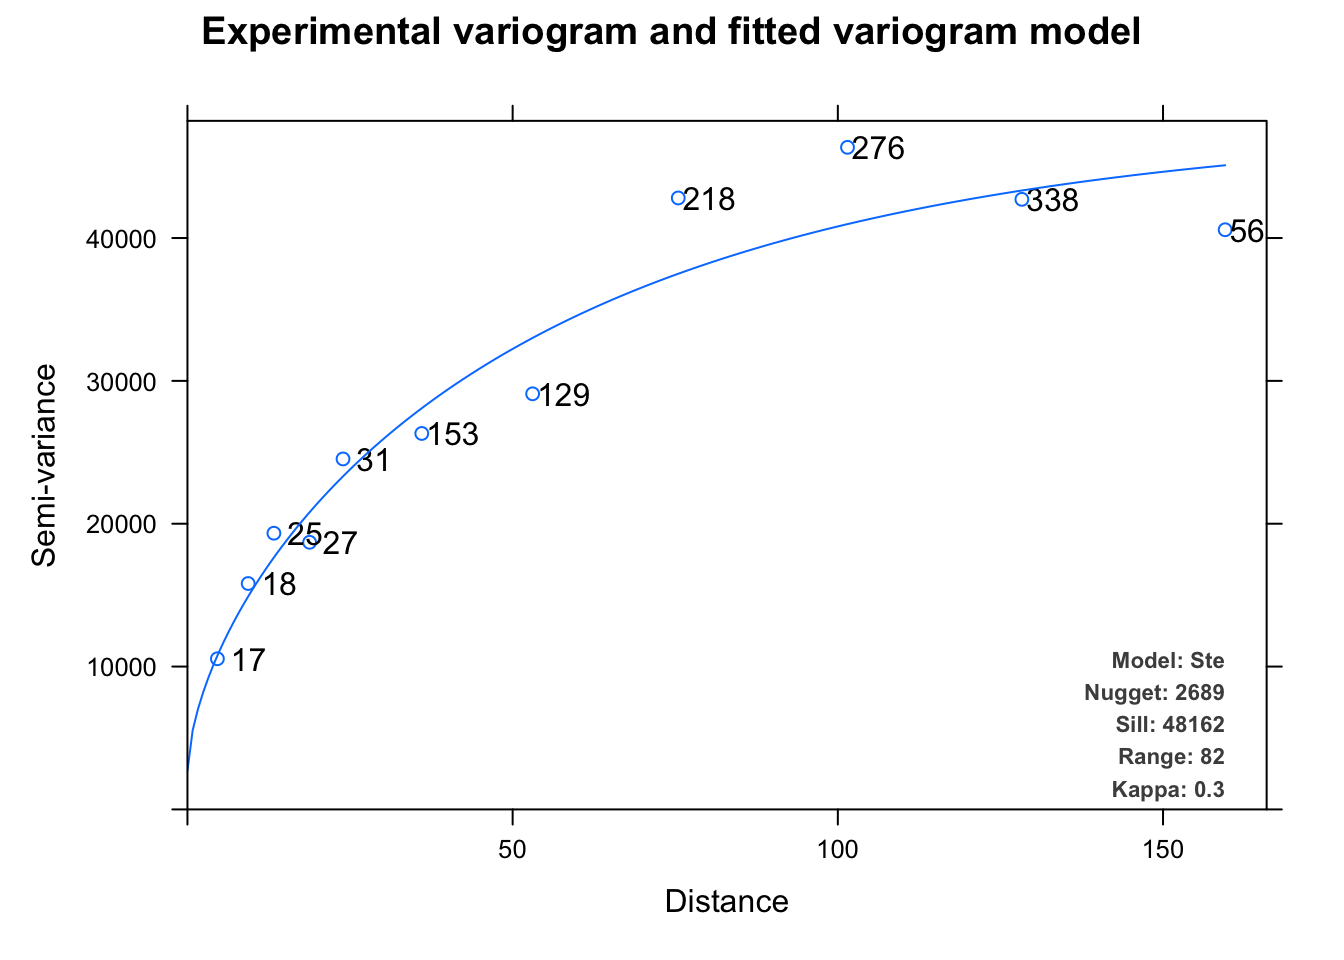 Experimental variogram and fitted variogram model
276
218
338
40000
56
Semi-variance
30000
129
153
31
25
27
20000
18
17
10000
Model: Ste
Nugget: 2689
Sill: 48162
Range: 82
Kappa: 0.3
50
100
150
Distance